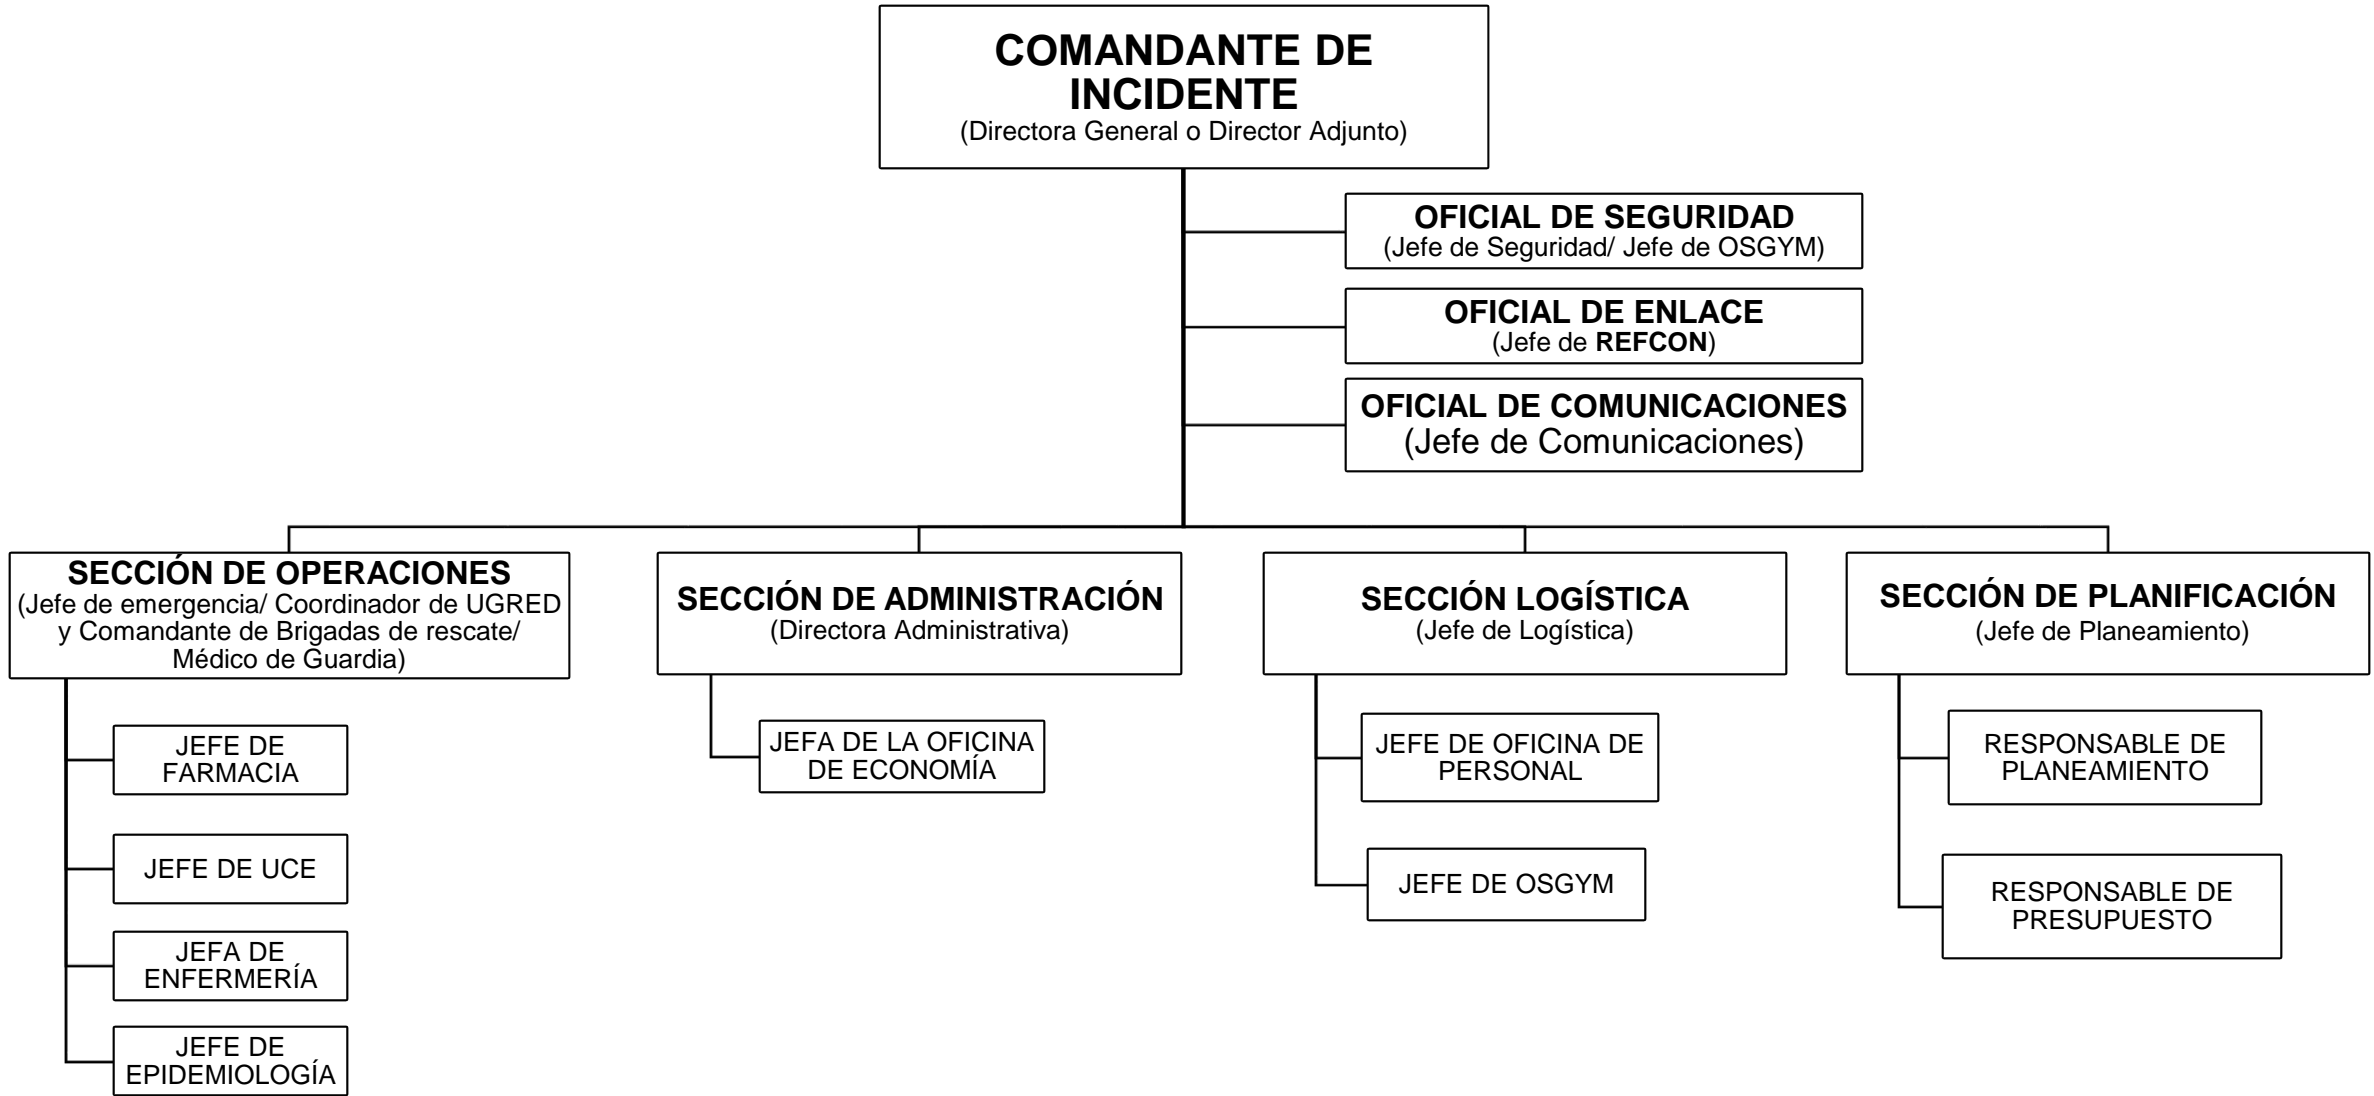 COMANDANTE DE
INCIDENTE
(Directora General o Director Adjunto)
OFICIAL DE SEGURIDAD
(Jefe de Seguridad/ Jefe de OSGYM)
OFICIAL DE ENLACE
(Jefe de REFCON)
OFICIAL DE COMUNICACIONES
(Jefe de Comunicaciones)
SECCIÓN DE OPERACIONES
(Jefe de emergencia/ Coordinador de UGRED
y Comandante de Brigadas de rescate/
Médico de Guardia)
JEFE DE
FARMACIA
JEFE DE UCE
JEFA DE
ENFERMERÍA
JEFE DE
EPIDEMIOLOGÍA
SECCIÓN DE ADMINISTRACIÓN
(Directora Administrativa)
JEFA DE LA OFICINA
DE ECONOMÍA
SECCIÓN LOGÍSTICA
(Jefe de Logística)
JEFE DE OFICINA DE
PERSONAL
JEFE DE OSGYM
SECCIÓN DE PLANIFICACIÓN
(Jefe de Planeamiento)
RESPONSABLE DE
PLANEAMIENTO
RESPONSABLE DE
PRESUPUESTO